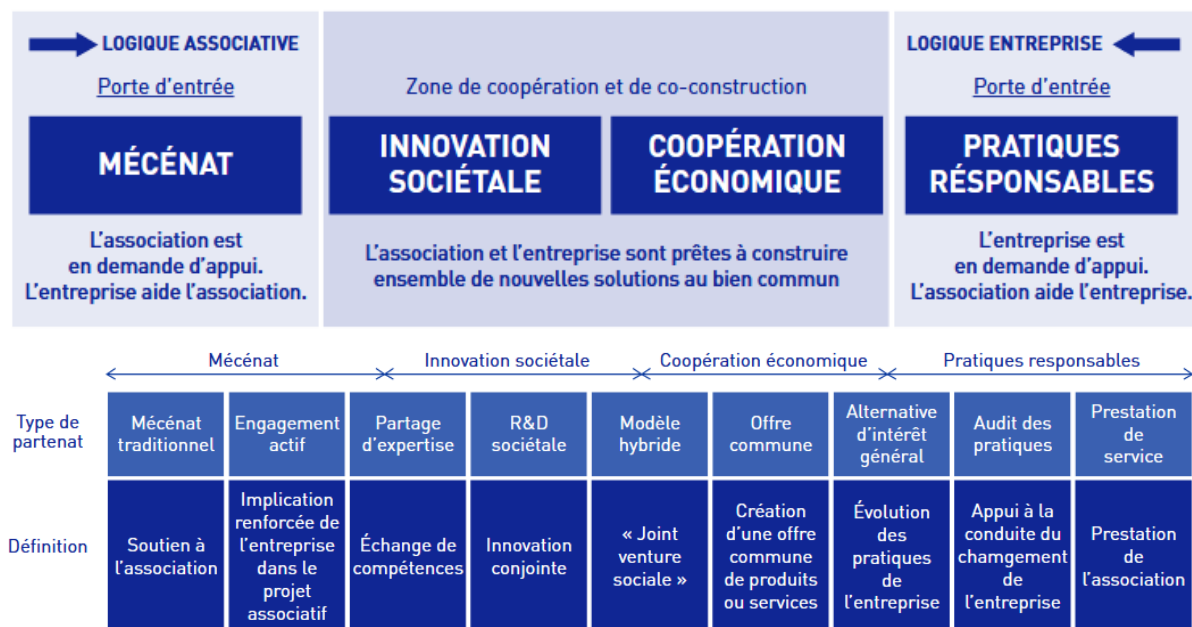 LOGIQUE ASSOCIATIVE
Porte d'entrée
MÉCÉNAT
L'association est
en demande d'appui.
L'entreprise aide l'association.
Zone de coopération et de co-construction
INNOVATION
SOCIÉTALE
COOPÉRATION
ÉCONOMIQUE
L'association et l'entreprise sont prêtes à construire
ensemble de nouvelles solutions au bien commun
LOGIQUE ENTREPRISE
Porte d'entrée
PRATIQUES
RÉSPONSABLES
L'entreprise est
en demande d'appui.
L'association aide l'entreprise.
Mécénat
Innovation sociétale
Coopération économique
Pratiques responsables
Type de
partenat
Mécénat
traditionnel
Engagement
actif
Partage
d'expertise
R&D
sociétale
Modèle
hybride
Offre
commune
Alternative
d'intérêt
général
Audit des
pratiques
Prestation
de
service
Définition
Soutien à
l'association
Implication
renforcée de
l'entreprise
dans le
projet
associatif
Échange de
compétences
Innovation
conjointe
« Joint
venture
sociale »
Création
d'une offre
commune
de produits
ou services
Évolution
des
pratiques
de
l'entreprise
Appui à la
conduite du
chamgement
de
l'entreprise
Prestation
de
l'association